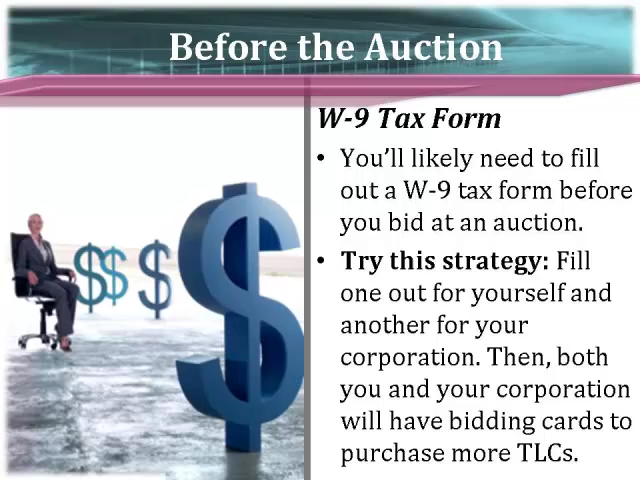 Before the Auction
W-9 Tax Form
• You’ll likely need to fill
out a W-9 tax form before
you bid at an auction.
• Try this strategy: Fill
one out for yourself and
another for your
corporation. Then, both
you and your corporation
will have bidding cards to
purchase more TLCs.
$
$
$
$